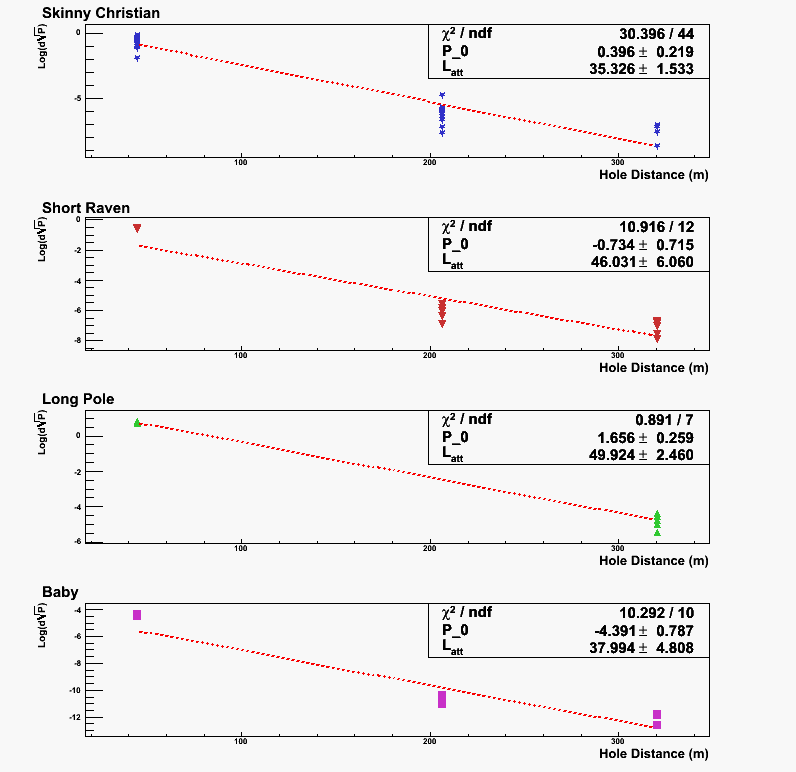 Skinny Christian
Log(d√P)
0
-5
χ² / ndf 30.396 / 44
P_0 0.396 ± 0.219
L_att 35.326 ± 1.533
100 200 300
Hole Distance (m)
Short Raven
Log(d√P)
0
-2
-4
-6
-8
χ² / ndf 10.916 / 12
P_0 -0.734 ± 0.715
L_att 46.031 ± 6.060
100 200 300
Hole Distance (m)
Long Pole
Log(d√P)
0
-2
-4
-6
χ² / ndf 0.891 / 7
P_0 1.656 ± 0.259
L_att 49.924 ± 2.460
100 200 300
Hole Distance (m)
Baby
Log(d√P)
-4
-6
-8
-10
-12
χ² / ndf 10.292 / 10
P_0 -4.391 ± 0.787
L_att 37.994 ± 4.808
100 200 300
Hole Distance (m)